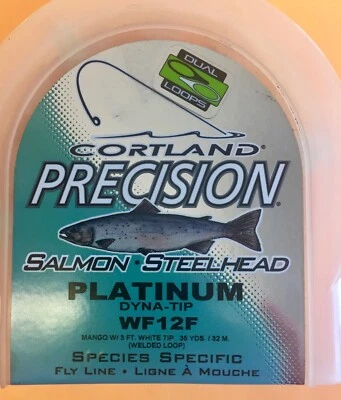 DUAL
LOOPS
CORTLAND®
PRECISION®
SALMON • STEELHEAD
PLATINUM
DYNA-TIP
WF12F
MANGO W/ 3 FT. WHITE TIP 35 YDS. / 32 M.
(WELDED LOOP)
SPECIES SPECIFIC
FLY LINE • LIGNE À MOUCHE